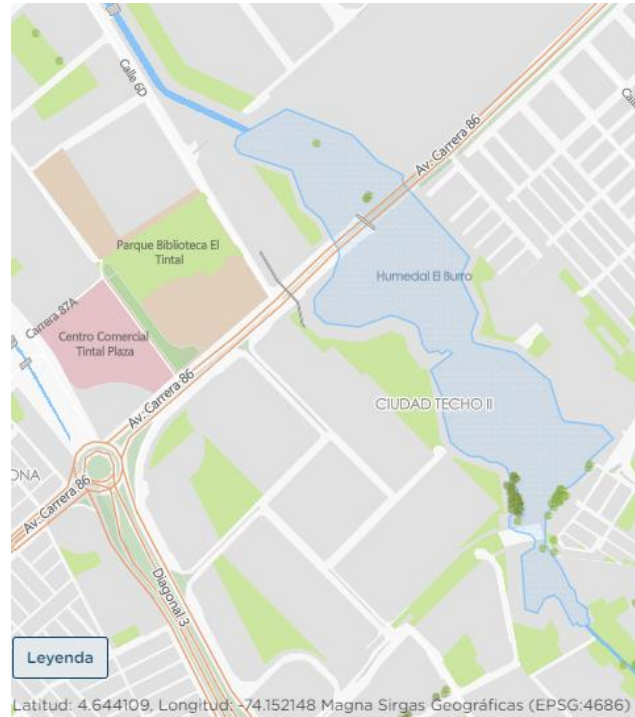 Calle 6D
Av. Carrera 86
Parque Biblioteca El
Tintal
Humedal El Burro
Carrera 87A
Centro Comercial
Tintal Plaza
Av. Carrera 86
CIUDAD TECHO II
ONA
Av. Carrera 86
Diagonal 3
Leyenda
Latitud: 4.644109, Longitud: -74.152148 Magna Sirgas Geográficas (EPSG:4686)